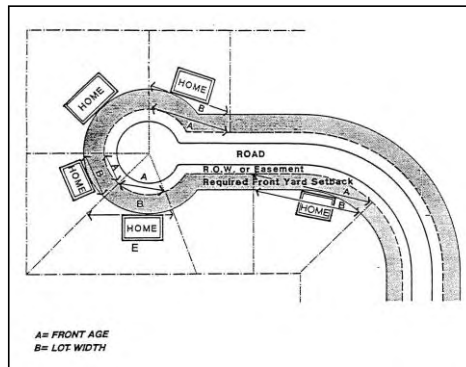 HOME
HOME
B
A
ROAD
R.O.W. or Easement
Required Front Yard Setback
HOME
B
A
A
B
A
B
HOME
HOME
E
A= FRONT AGE
B= LOT WIDTH